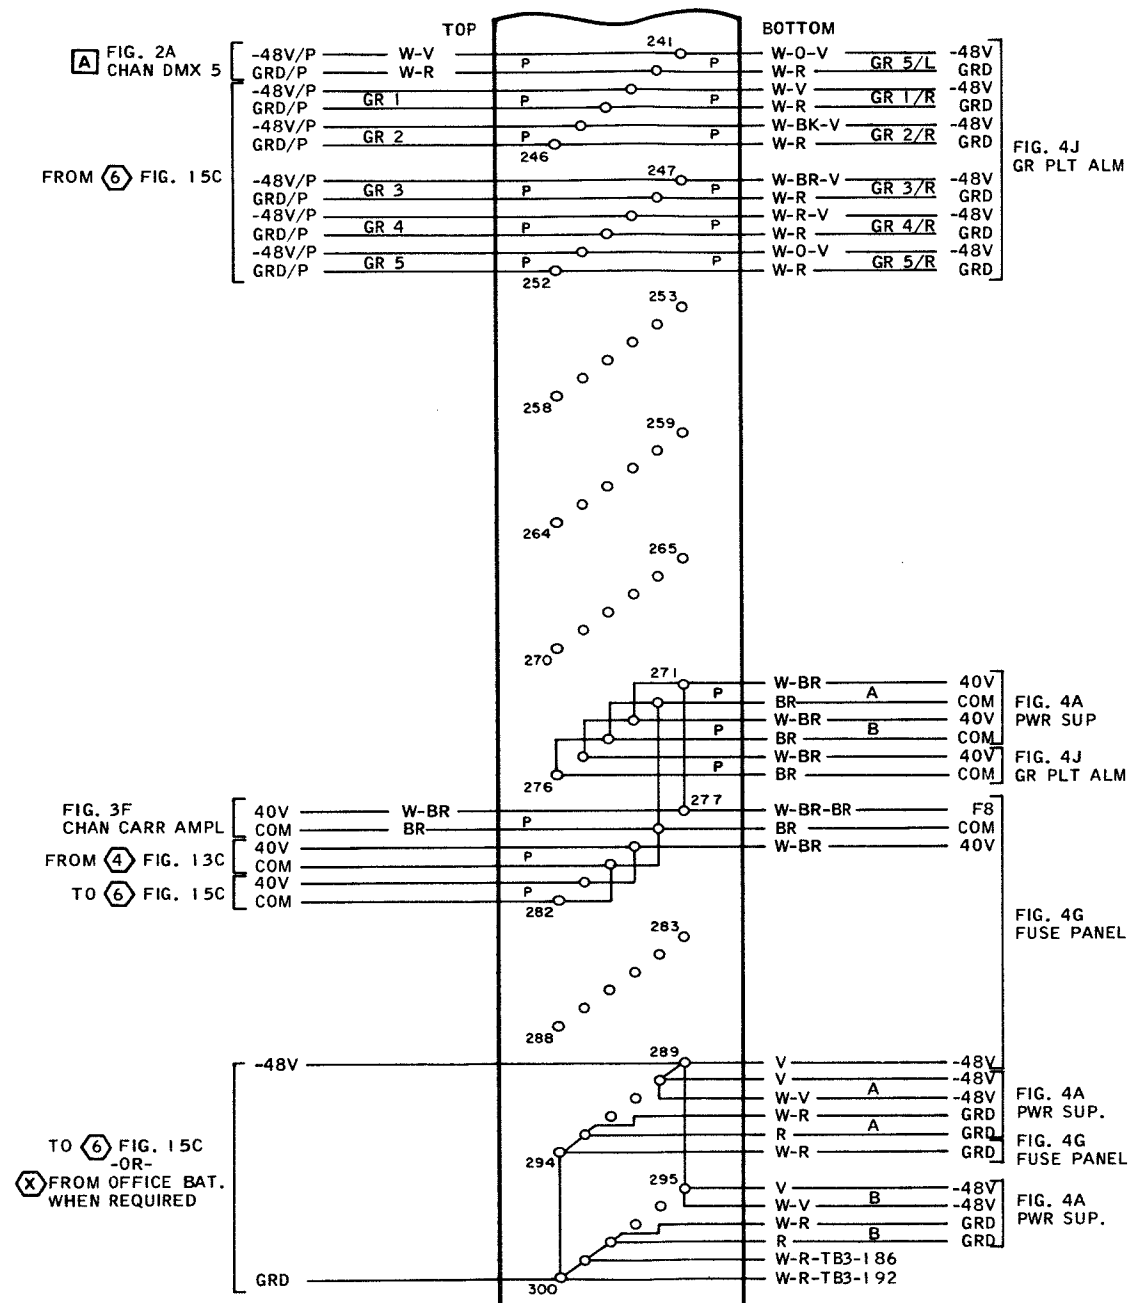 TOP BOTTOM
A FIG. 2A
CHAN DMX 5
-48V/P W-V 241 W-O-V -48V
GRD/P W-R P P W-R GR 5/L GRD
-48V/P W-V -48V
GRD/P GR 1 P P W-R GR 1/R GRD
-48V/P W-BK-V -48V
GRD/P GR 2 P P W-R GR 2/R GRD
246
FROM 6 FIG. 15C
FIG. 4J
GR PLT ALM
-48V/P 247 W-BR-V -48V
GRD/P GR 3 P P W-R GR 3/R GRD
-48V/P W-R-V -48V
GRD/P GR 4 P P W-R GR 4/R GRD
-48V/P W-O-V -48V
GRD/P GR 5 P P W-R GR 5/R GRD
252
253
258
259
264
265
270
271 W-BR 40V
P BR A COM
W-BR 40V
P BR B COM
FIG. 4A
PWR SUP
W-BR 40V
276 P BR COM
FIG. 4J
GR PLT ALM
FIG. 3F
CHAN CARR AMPL
40V W-BR 277 W-BR-BR F8
COM BR P BR COM
FROM 4 FIG. 13C
40V W-BR 40V
COM P
TO 6 FIG. 15C
40V
COM P
282
283
288
FIG. 4G
FUSE PANEL
-48V 289 V -48V
V -48V
W-V A -48V
W-R GRD
R A GRD
FIG. 4A
PWR SUP.
294 W-R GRD
FIG. 4G
FUSE PANEL
TO 6 FIG. 15C
-OR-
X FROM OFFICE BAT.
WHEN REQUIRED
295 V -48V
W-V B -48V
W-R GRD
R B GRD
FIG. 4A
PWR SUP.
W-R-TB3-186
GRD 300 W-R-TB3-192